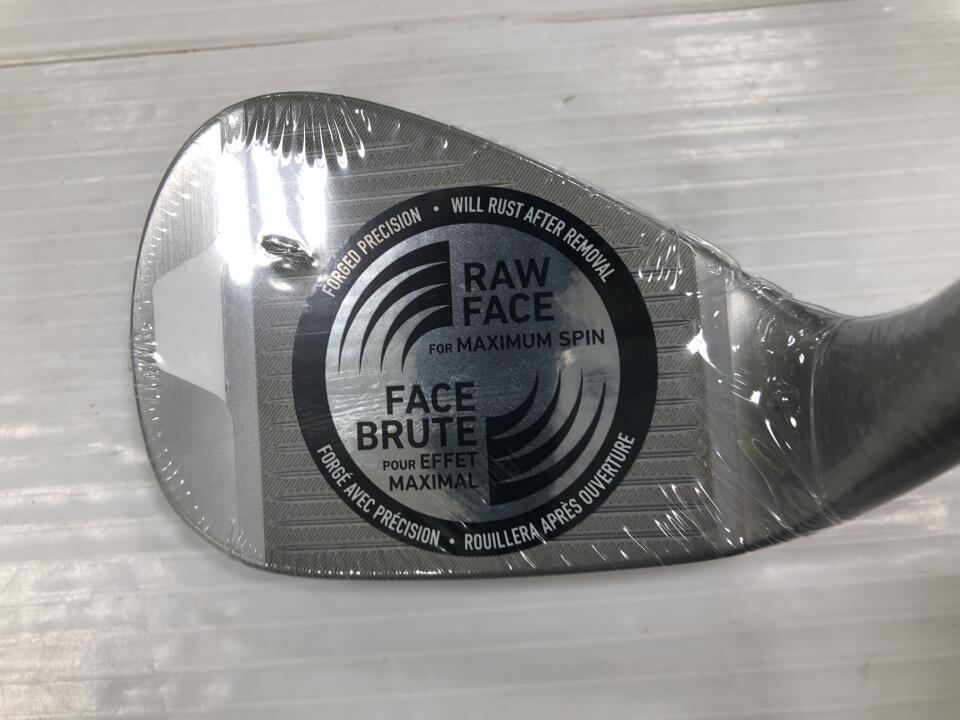 FORGED PRECISION • WILL RUST AFTER REMOVAL
RAW
FACE
FOR MAXIMUM SPIN
FACE
BRUTE
POUR EFFET
MAXIMAL
FORGÉ AVEC PRÉCISION • ROUILLERA APRÈS OUVERTURE